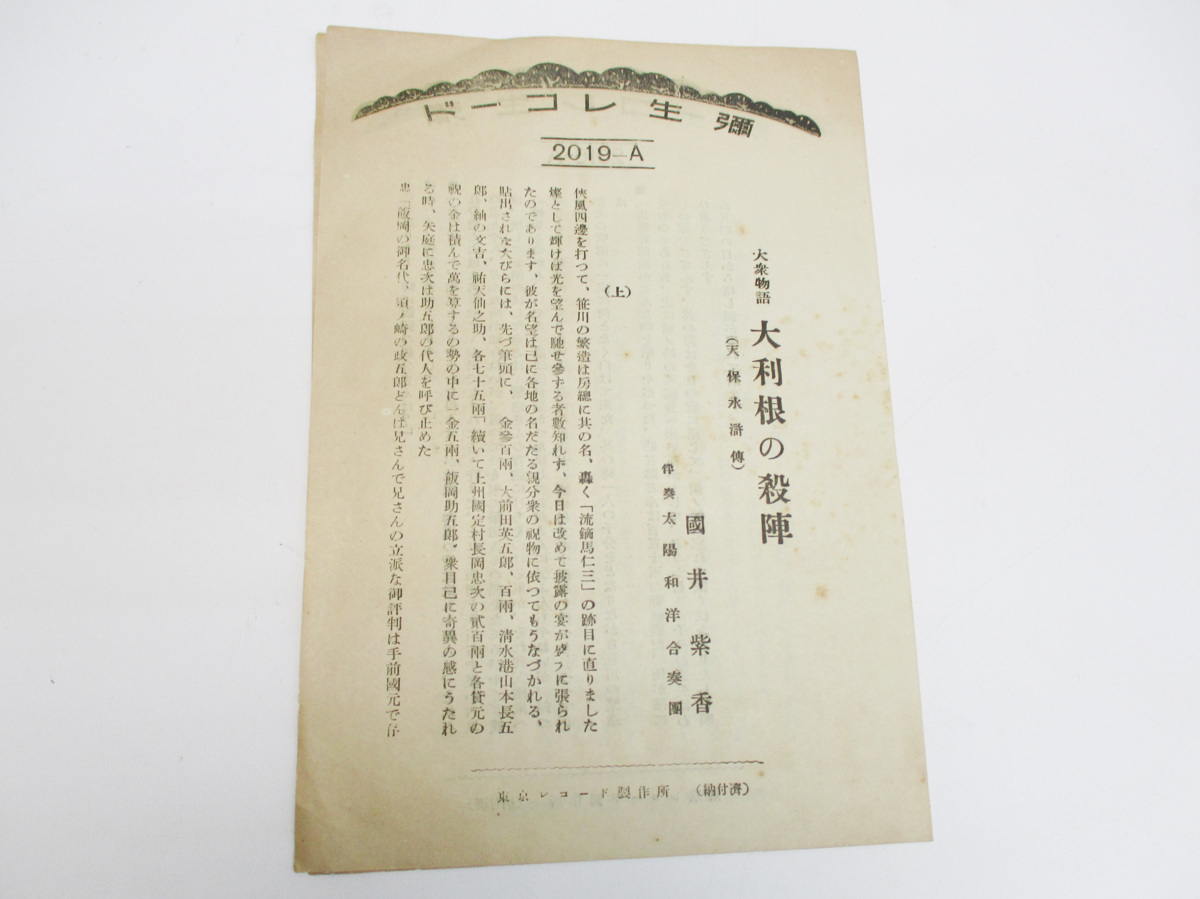 彌生レコード
2019-A
大衆物語 大利根の殺陣
(天保水滸傳)
國井紫香
伴奏 太陽和洋合奏團
(上)
侠風四邊を打つて、笹川の繁造は房總に其の名、轟く「流鏑馬仁三」の跡目に直りました
燦として輝けば光を望んで馳せ參ずる者數知れず、今日は改めて披露の宴が盛ンに張られ
たのであります、彼が名望は已に各地の名だたる親分衆の祝物に依つてもうなづかれる、
貼出されたたびらには、先づ筆頭に、 金參百兩、大前田英五郎、百兩、清水港山本長五
郎、紬の文吉、祐天仙之助、各七十五兩「續いて上州國定村長岡忠次の貳百兩と各貸元の
祝の金は積んで萬を算するの勢の中に一金五兩、飯岡助五郎、衆目已に奇異の感にうたれ
る時、矢庭に忠次は助五郎の代人を呼び止めた
忠「飯岡の御名代、洲ノ崎の政五郎どんは兄さんで兄さんの立派な御評判は手前國元で
東京レコード製作所 (納付濟)